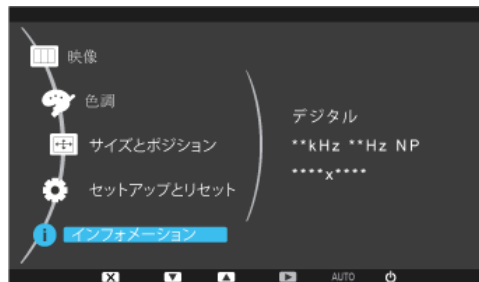 映像
色調
サイズとポジション
セットアップとリセット
インフォメーション
デジタル
**kHz **Hz NP
****x****
AUTO